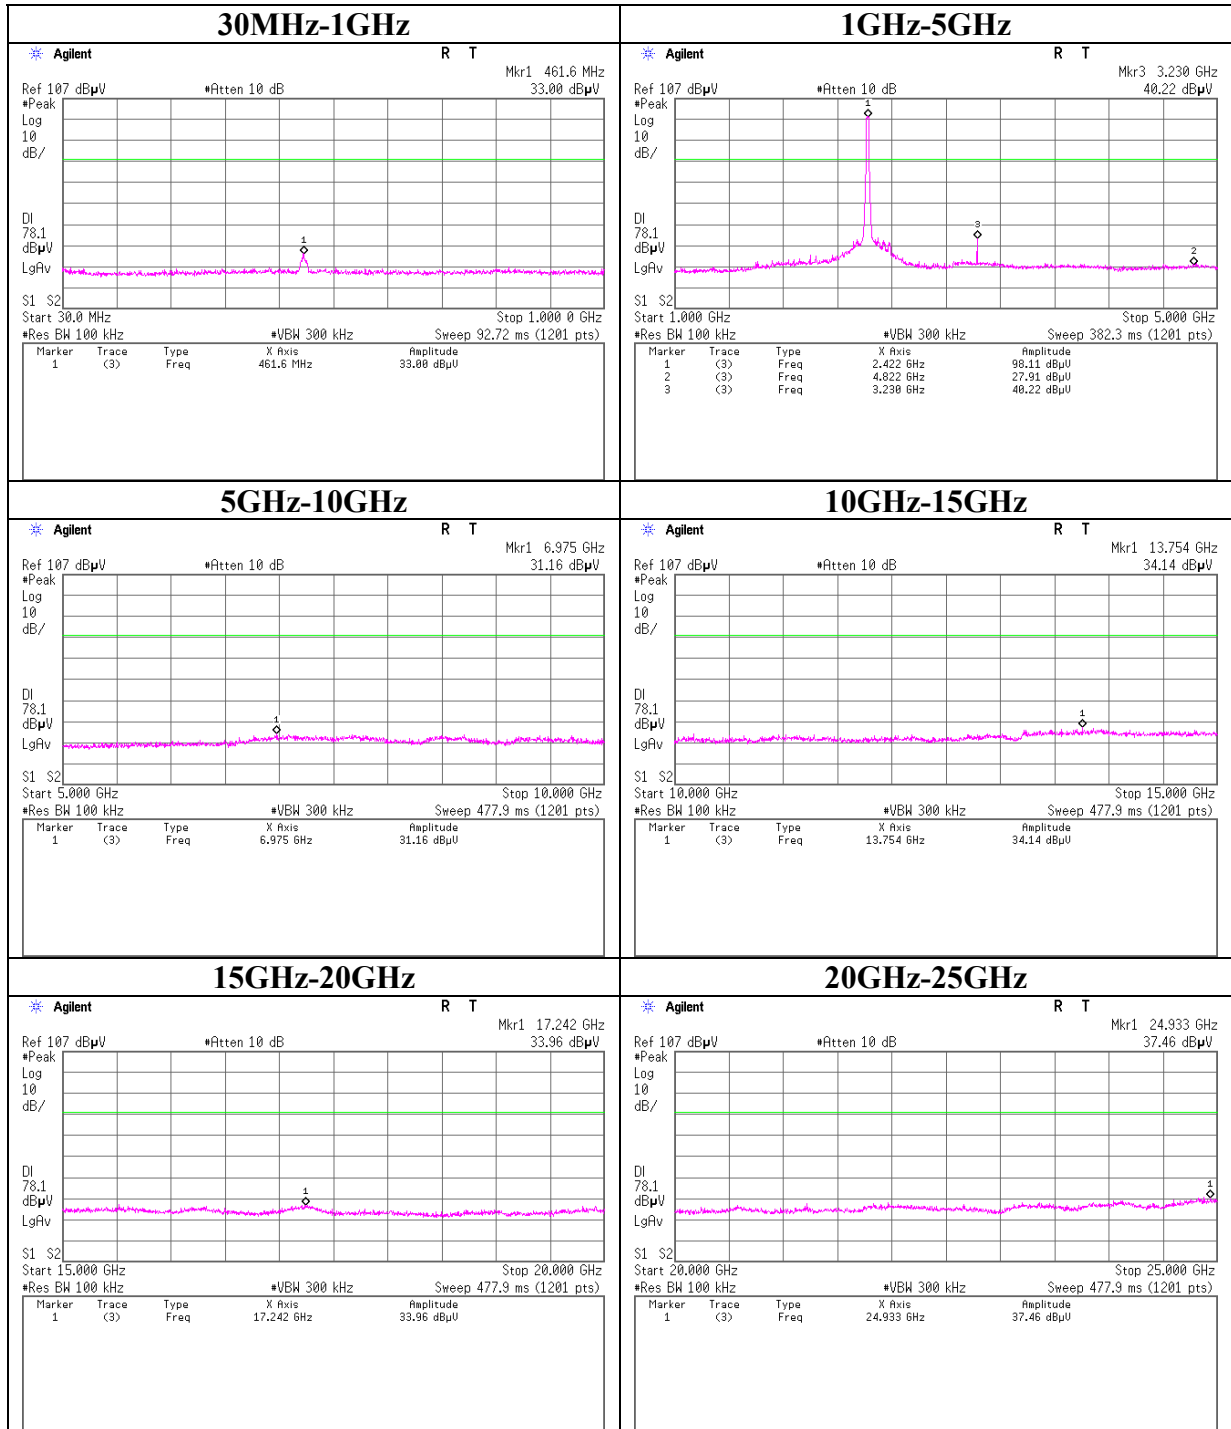 30MHz-1GHz
Agilent R T
Mkr1 461.6 MHz
Ref 107 dBµV #Atten 10 dB 33.00 dBµV
#Peak
1
Log
10
dB/
DI
78.1
dBµV
LgAv
S1 S2
Start 30.0 MHz Stop 1.000 0 GHz
#Res BW 100 kHz #VBW 300 kHz Sweep 92.72 ms (1201 pts)
Marker Trace Type X Axis Amplitude
1 (3) Freq 461.6 MHz 33.00 dBµV
1GHz-5GHz
Agilent R T
Mkr3 3.230 GHz
Ref 107 dBµV #Atten 10 dB 40.22 dBµV
#Peak
1
Log
10
dB/
DI
78.1
3
dBµV
2
LgAv
S1 S2
Start 1.000 GHz Stop 5.000 GHz
#Res BW 100 kHz #VBW 300 kHz Sweep 382.3 ms (1201 pts)
Marker Trace Type X Axis Amplitude
1 (3) Freq 2.422 GHz 98.11 dBµV
2 (3) Freq 4.822 GHz 27.91 dBµV
3 (3) Freq 3.230 GHz 40.22 dBµV
5GHz-10GHz
Agilent R T
Mkr1 6.975 GHz
Ref 107 dBµV #Atten 10 dB 31.16 dBµV
#Peak
Log
10
dB/
DI
78.1
1
dBµV
LgAv
S1 S2
Start 5.000 GHz Stop 10.000 GHz
#Res BW 100 kHz #VBW 300 kHz Sweep 477.9 ms (1201 pts)
Marker Trace Type X Axis Amplitude
1 (3) Freq 6.975 GHz 31.16 dBµV
10GHz-15GHz
Agilent R T
Mkr1 13.754 GHz
Ref 107 dBµV #Atten 10 dB 34.14 dBµV
#Peak
Log
10
dB/
DI
78.1
1
dBµV
LgAv
S1 S2
Start 10.000 GHz Stop 15.000 GHz
#Res BW 100 kHz #VBW 300 kHz Sweep 477.9 ms (1201 pts)
Marker Trace Type X Axis Amplitude
1 (3) Freq 13.754 GHz 34.14 dBµV
15GHz-20GHz
Agilent R T
Mkr1 17.242 GHz
Ref 107 dBµV #Atten 10 dB 33.96 dBµV
#Peak
Log
10
dB/
DI
78.1
1
dBµV
LgAv
S1 S2
Start 15.000 GHz Stop 20.000 GHz
#Res BW 100 kHz #VBW 300 kHz Sweep 477.9 ms (1201 pts)
Marker Trace Type X Axis Amplitude
1 (3) Freq 17.242 GHz 33.96 dBµV
20GHz-25GHz
Agilent R T
Mkr1 24.933 GHz
Ref 107 dBµV #Atten 10 dB 37.46 dBµV
#Peak
Log
10
dB/
DI
78.1
1
dBµV
LgAv
S1 S2
Start 20.000 GHz Stop 25.000 GHz
#Res BW 100 kHz #VBW 300 kHz Sweep 477.9 ms (1201 pts)
Marker Trace Type X Axis Amplitude
1 (3) Freq 24.933 GHz 37.46 dBµV